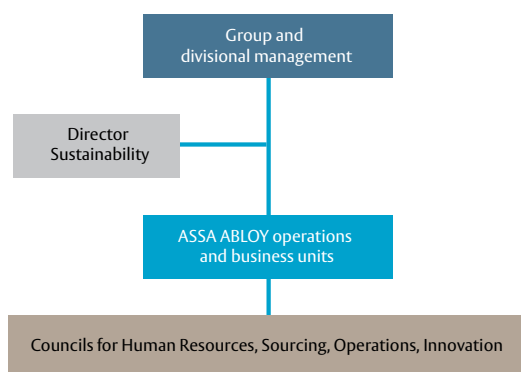 Group and
divisional management
Director
Sustainability
ASSA ABLOY operations
and business units
Councils for Human Resources, Sourcing, Operations, Innovation